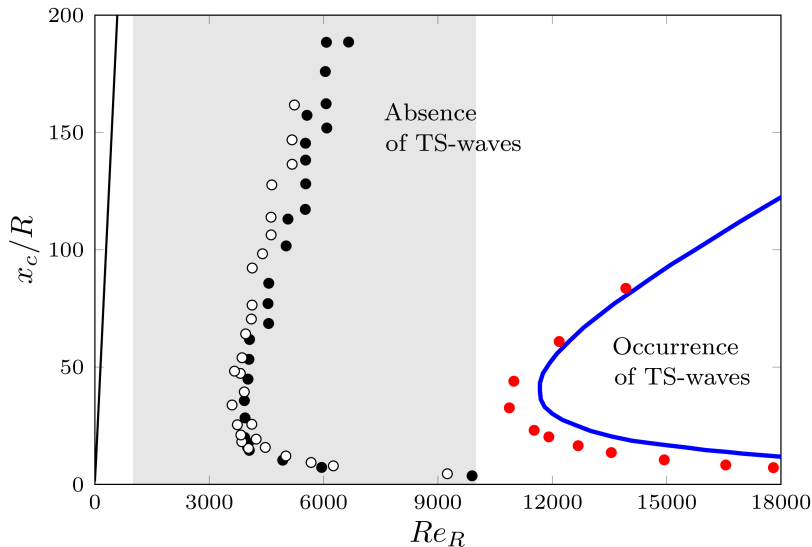 200
150
100
50
0
x_c/R
Absence
of TS-waves
Occurrence
of TS-waves
0 3000 6000 9000 12000 15000 18000
Re_R